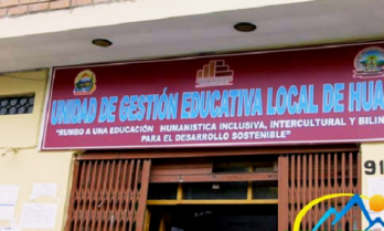 UNIDAD DE GESTIÓN EDUCATIVA LOCAL DE HUA
"RUMBO A UNA EDUCACIÓN HUMANISTICA INCLUSIVA, INTERCULTURAL Y BILIN
PARA EL DESARROLLO SOSTENIBLE"
91